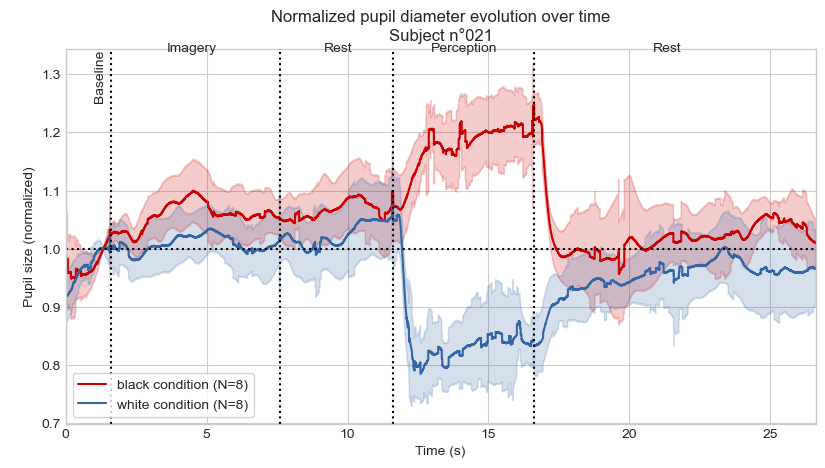 Normalized pupil diameter evolution over time
Subject n°021
Baseline
Imagery
Rest
Perception
Rest
Pupil size (normalized)
1.3
1.2
1.1
1.0
0.9
0.8
0.7
black condition (N=8)
white condition (N=8)
0
5
10
15
20
25
Time (s)